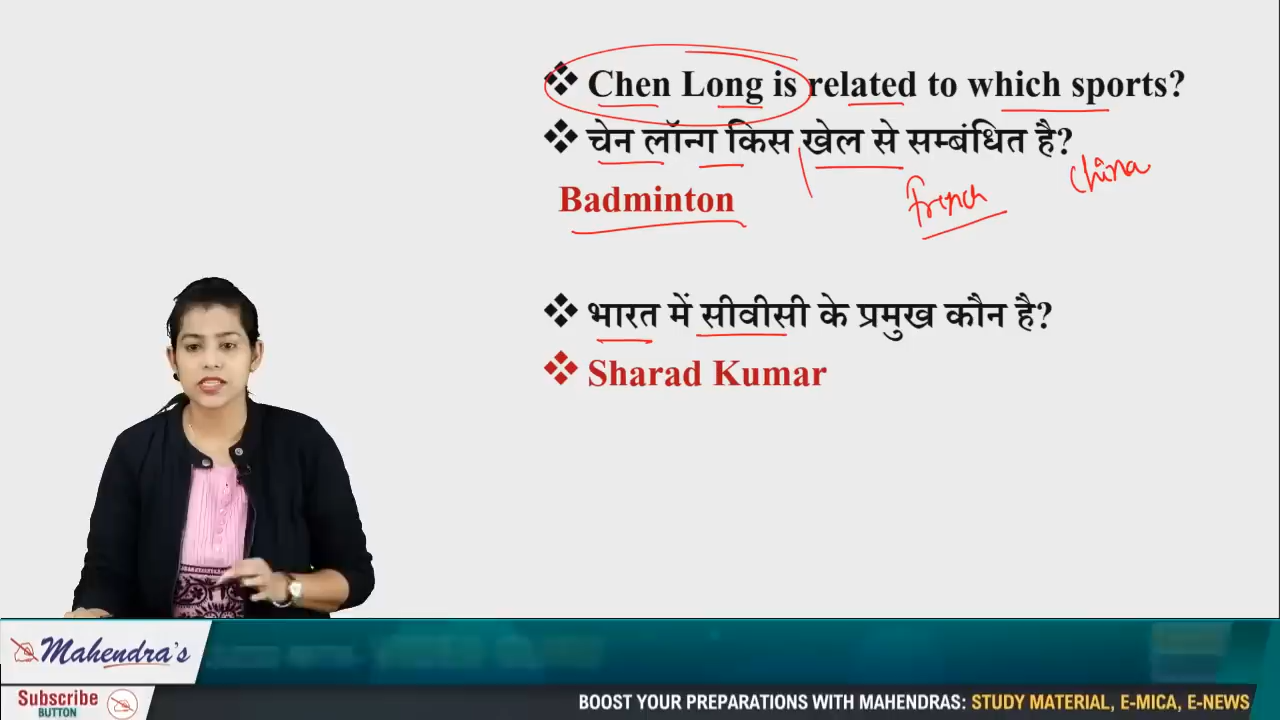 ❖ Chen Long is related to which sports?
❖ चेन लॉन्ग किस खेल से सम्बंधित है?
China
Badminton
French
❖ भारत में सीवीसी के प्रमुख कौन है?
❖ Sharad Kumar
Mahendra's
Subscribe
BUTTON
BOOST YOUR PREPARATIONS WITH MAHENDRAS: STUDY MATERIAL, E-MICA, E-NEWS